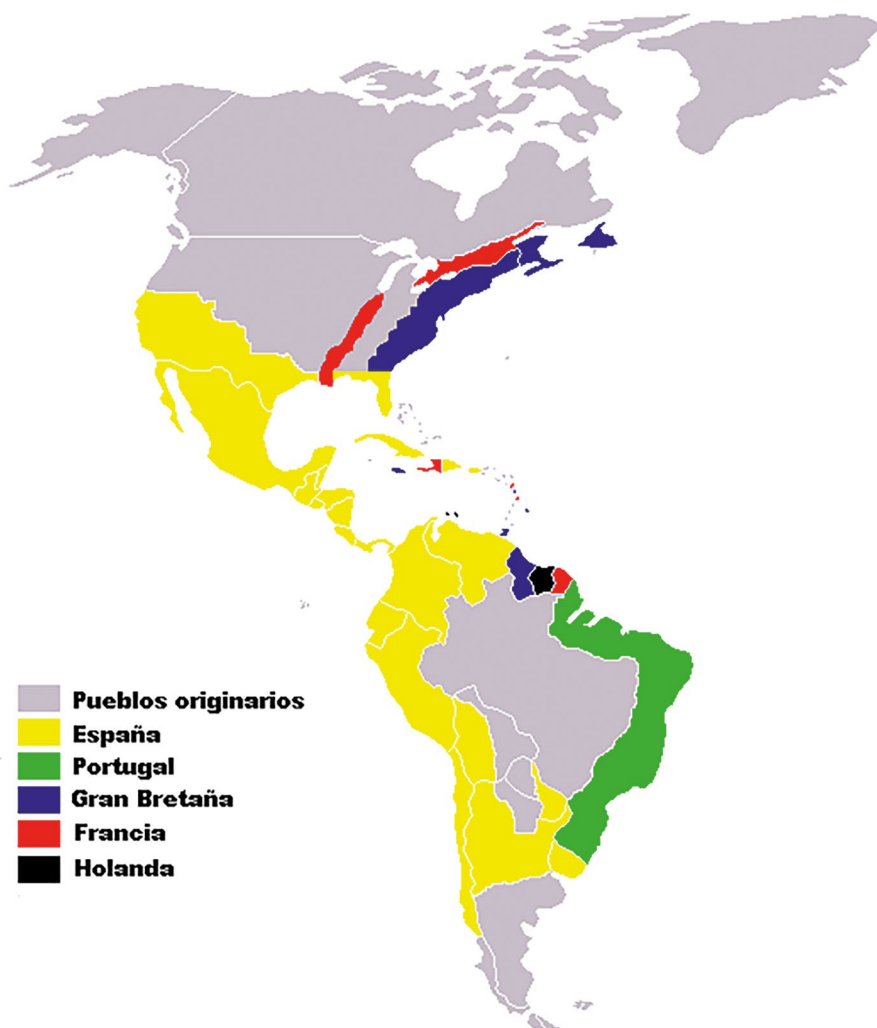 Pueblos originarios
España
Portugal
Gran Bretaña
Francia
Holanda